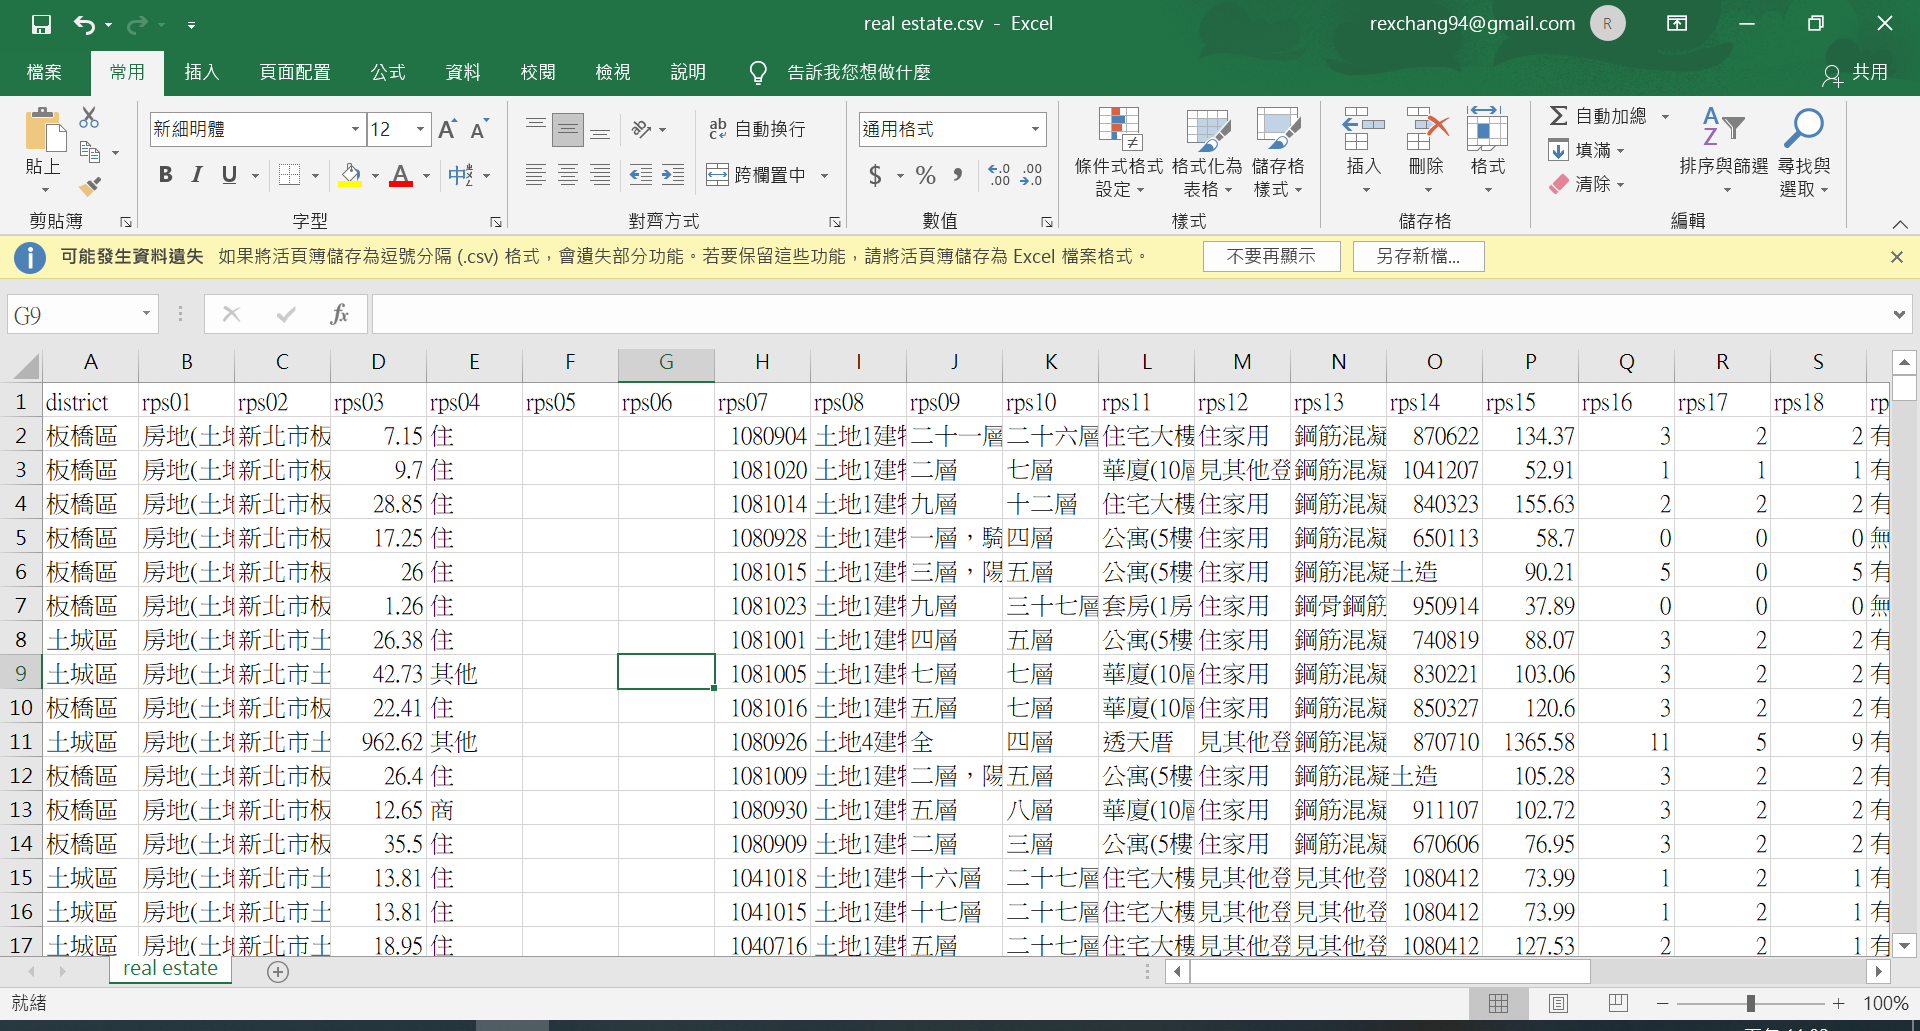 real estate.csv - Excel
rexchang94@gmail.com R
檔案 常用 插入 頁面配置 公式 資料 校閱 檢視 說明 告訴我您想做什麼 共用
貼上
剪貼簿
新細明體 12
B I U A 中
字型
自動換行
跨欄置中
對齊方式
通用格式
$ % , .00 .00
數值
條件式格式設定 格式化為表格 儲存格樣式
樣式
插入 刪除 格式
儲存格
Σ 自動加總
填滿
清除
排序與篩選 尋找與選取
編輯
可能發生資料遺失 如果將活頁簿儲存為逗號分隔 (.csv) 格式，會遺失部分功能。若要保留這些功能，請將活頁簿儲存為 Excel 檔案格式。 不要再顯示 另存新檔...
G9 fx
A B C D E F G H I J K L M N O P Q R S
1 district rps01 rps02 rps03 rps04 rps05 rps06 rps07 rps08 rps09 rps10 rps11 rps12 rps13 rps14 rps15 rps16 rps17 rps18 rp
2 板橋區 房地(土地 新北市板 7.15 住 1080904 土地1建物 二十一層 二十六層 住宅大樓 住家用 鋼筋混凝 870622 134.37 3 2 2 有
3 板橋區 房地(土地 新北市板 9.7 住 1081020 土地1建物 二層 七層 華廈(10層 見其他登 鋼筋混凝 1041207 52.91 1 1 1 有
4 板橋區 房地(土地 新北市板 28.85 住 1081014 土地1建物 九層 十二層 住宅大樓 住家用 鋼筋混凝 840323 155.63 2 2 2 有
5 板橋區 房地(土地 新北市板 17.25 住 1080928 土地1建物 一層，騎 四層 公寓(5樓 住家用 鋼筋混凝 650113 58.7 0 0 0 無
6 板橋區 房地(土地 新北市板 26 住 1081015 土地1建物 三層，陽 五層 公寓(5樓 住家用 鋼筋混凝土造 90.21 5 0 5 有
7 板橋區 房地(土地 新北市板 1.26 住 1081023 土地1建物 九層 三十七層 套房(1房 住家用 鋼骨鋼筋 950914 37.89 0 0 0 無
8 土城區 房地(土地 新北市土 26.38 住 1081001 土地1建物 四層 五層 公寓(5樓 住家用 鋼筋混凝 740819 88.07 3 2 2 有
9 土城區 房地(土地 新北市土 42.73 其他 1081005 土地1建物 七層 七層 華廈(10層 住家用 鋼筋混凝 830221 103.06 3 2 2 有
10 板橋區 房地(土地 新北市板 22.41 住 1081016 土地1建物 五層 七層 華廈(10層 住家用 鋼筋混凝 850327 120.6 3 2 2 有
11 土城區 房地(土地 新北市土 962.62 其他 1080926 土地4建物 全 四層 透天厝 見其他登 鋼筋混凝 870710 1365.58 11 5 9 有
12 板橋區 房地(土地 新北市板 26.4 住 1081009 土地1建物 二層，陽 五層 公寓(5樓 住家用 鋼筋混凝土造 105.28 3 2 2 有
13 板橋區 房地(土地 新北市板 12.65 商 1080930 土地1建物 五層 八層 華廈(10層 住家用 鋼筋混凝 911107 102.72 3 2 2 有
14 板橋區 房地(土地 新北市板 35.5 住 1080909 土地1建物 二層 三層 公寓(5樓 住家用 鋼筋混凝 670606 76.95 3 2 2 有
15 土城區 房地(土地 新北市土 13.81 住 1041018 土地1建物 十六層 二十七層 住宅大樓 見其他登 見其他登 1080412 73.99 1 2 1 有
16 土城區 房地(土地 新北市土 13.81 住 1041015 土地1建物 十七層 二十七層 住宅大樓 見其他登 見其他登 1080412 73.99 1 2 1 有
17 土城區 房地(土地 新北市土 18.95 住 1040716 土地1建物 五層 二十七層 住宅大樓 見其他登 見其他登 1080412 127.53 2 2 1 有
real estate
就緒 100%